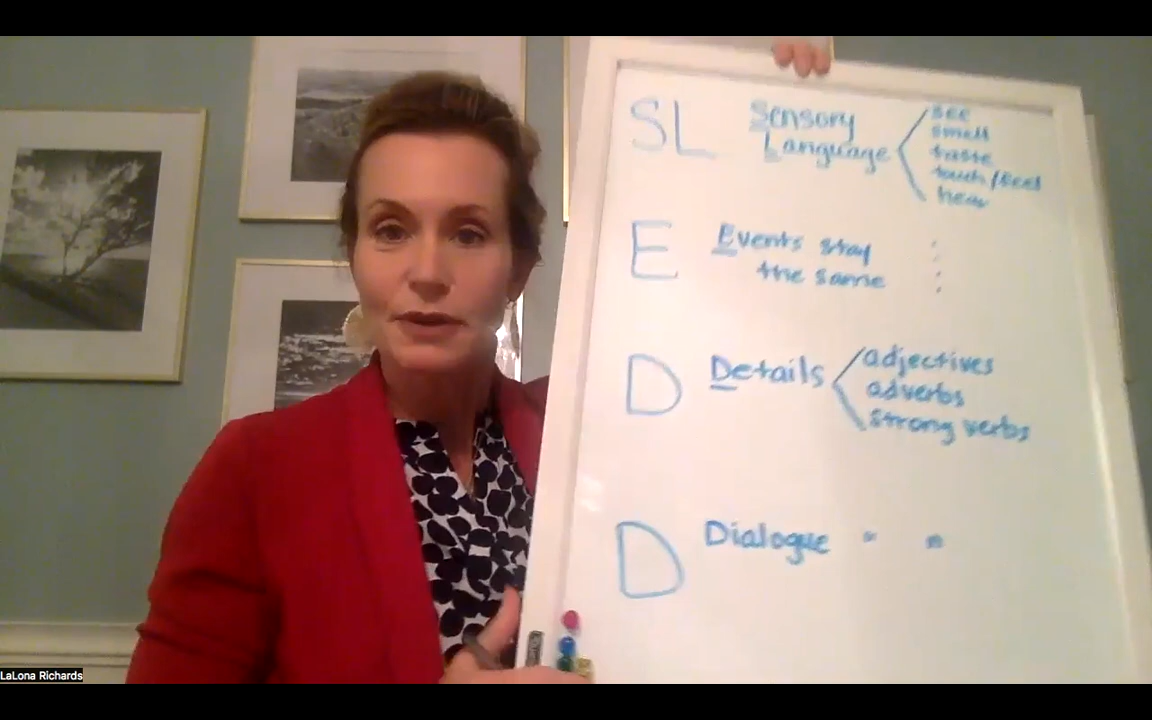 SL Sensory Language
see
smell
taste
touch/feel
hear
E Events stay
the same
D Details
adjectives
adverbs
strong verbs
D Dialogue " "
LaLona Richards